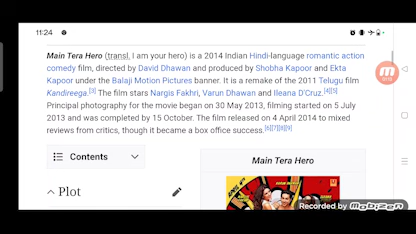 11:24
Main Tera Hero (transl. I am your hero) is a 2014 Indian Hindi-language romantic action
comedy film, directed by David Dhawan and produced by Shobha Kapoor and Ekta
Kapoor under the Balaji Motion Pictures banner. It is a remake of the 2011 Telugu film
Kandireega.[3] The film stars Nargis Fakhri, Varun Dhawan and Ileana D'Cruz.[4][5]
Principal photography for the movie began on 30 May 2013, filming started on 5 July
2013 and was completed by 15 October. The film released on 4 April 2014 to mixed
reviews from critics, though it became a box office success.[6][7][8][9]
Contents
Main Tera Hero
Plot
Recorded by MOBIZEN